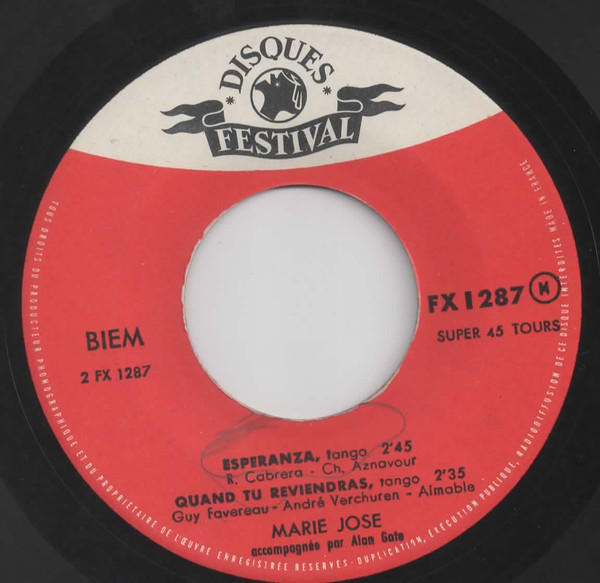 DISQUES
FESTIVAL
BIEM
2 FX 1287
FX 1287 M
SUPER 45 TOURS
ESPERANZA, tango 2'45
R. Cabrera - Ch. Aznavour
QUAND TU REVIENDRAS, tango 2'35
Guy Favereau - André Verchuren - Aimable
MARIE JOSE
accompagnée par Alan Gate
TOUS DROITS DU PRODUCTEUR PHONOGRAPHIQUE ET DU PROPRIETAIRE DE L'ŒUVRE ENREGISTRÉE RÉSERVÉS - DUPLICATION, EXÉCUTION PUBLIQUE, RADIODIFFUSION DE CE DISQUE INTERDITES MADE IN FRANCE